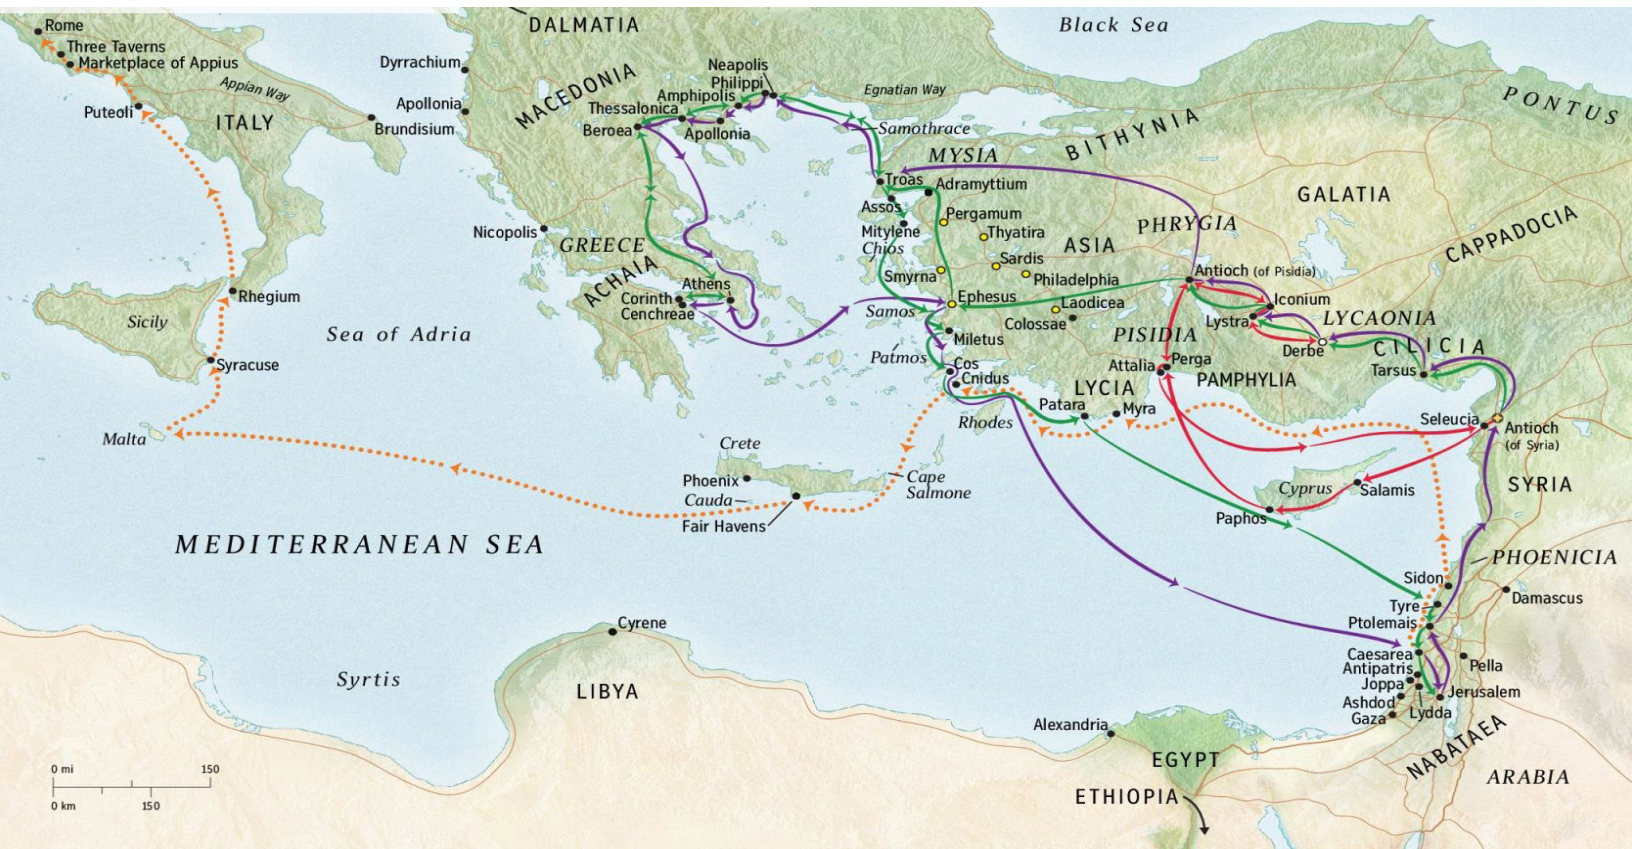 Rome
Three Taverns
Marketplace of Appius
Appian Way
Puteoli
ITALY
Dyrrachium
Apollonia
Brundisium
DALMATIA
MACEDONIA
Neapolis
Philippi
Amphipolis
Thessalonica
Beroea
Apollonia
Egnatian Way
Samothrace
Black Sea
PONTUS
BITHYNIA
MYSIA
Troas
Adramyttium
Assos
Mitylene
Chios
Pergamum
Thyatira
ASIA
Sardis
Smyrna
Philadelphia
PHRYGIA
GALATIA
CAPPADOCIA
Nicopolis
GREECE
ACHAIA
Athens
Corinth
Cenchreae
Samos
Ephesus
Laodicea
Colossae
Miletus
Patmos
Cos
Cnidus
Antioch (of Pisidia)
Iconium
Lystra
LYCAONIA
PISIDIA
Derbe
CILICIA
Attalia
Perga
Tarsus
LYCIA
PAMPHYLIA
Patara
Myra
Rhodes
Seleucia
Antioch
(of Syria)
Rhegium
Sicily
Sea of Adria
Syracuse
Malta
Crete
Phoenix
Cauda
Fair Havens
Cape
Salmone
Cyprus
Salamis
Paphos
SYRIA
MEDITERRANEAN SEA
PHOENICIA
Sidon
Damascus
Tyre
Ptolemais
Cyrene
Caesarea
Antipatris
Pella
Joppa
Jerusalem
Ashdod
Lydda
Gaza
Syrtis
LIBYA
Alexandria
NABATAEA
EGYPT
ARABIA
ETHIOPIA
0 mi 150
0 km 150